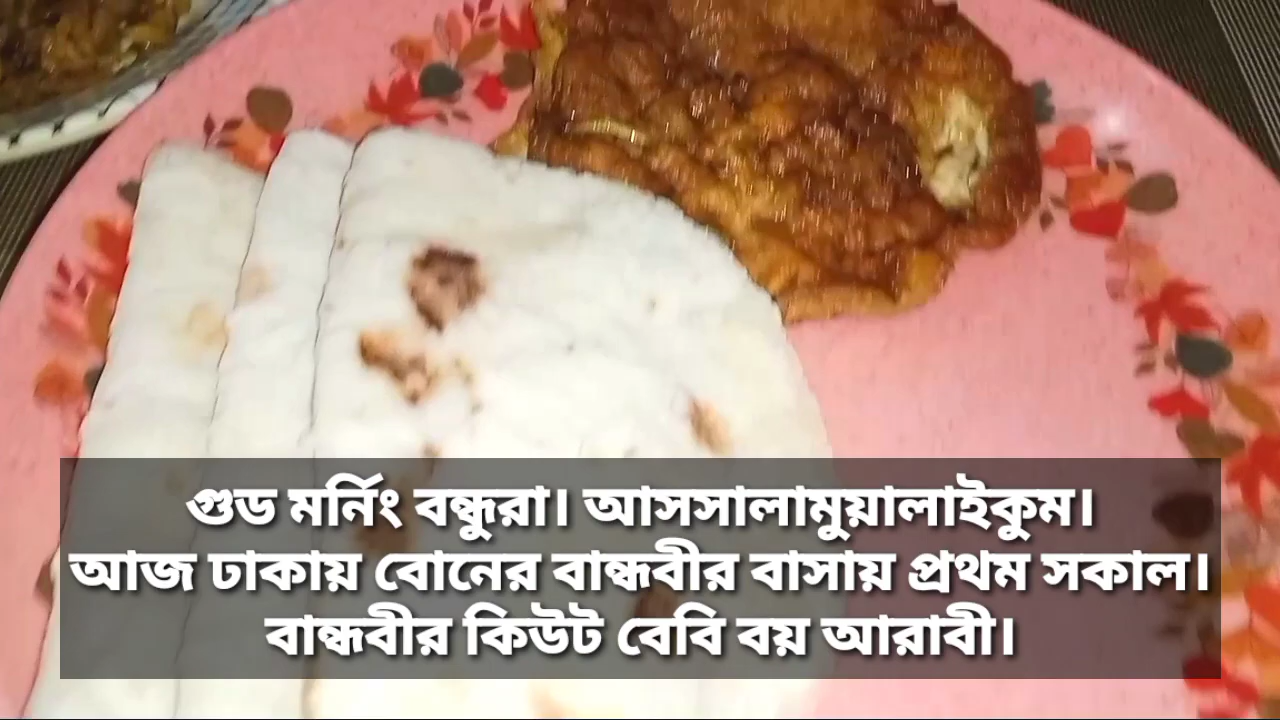 গুড মর্নিং বন্ধুরা। আসসালামুয়ালাইকুম।
আজ ঢাকায় বোনের বান্ধবীর বাসায় প্রথম সকাল।
বান্ধবীর কিউট বেবি বয় আরাবী।